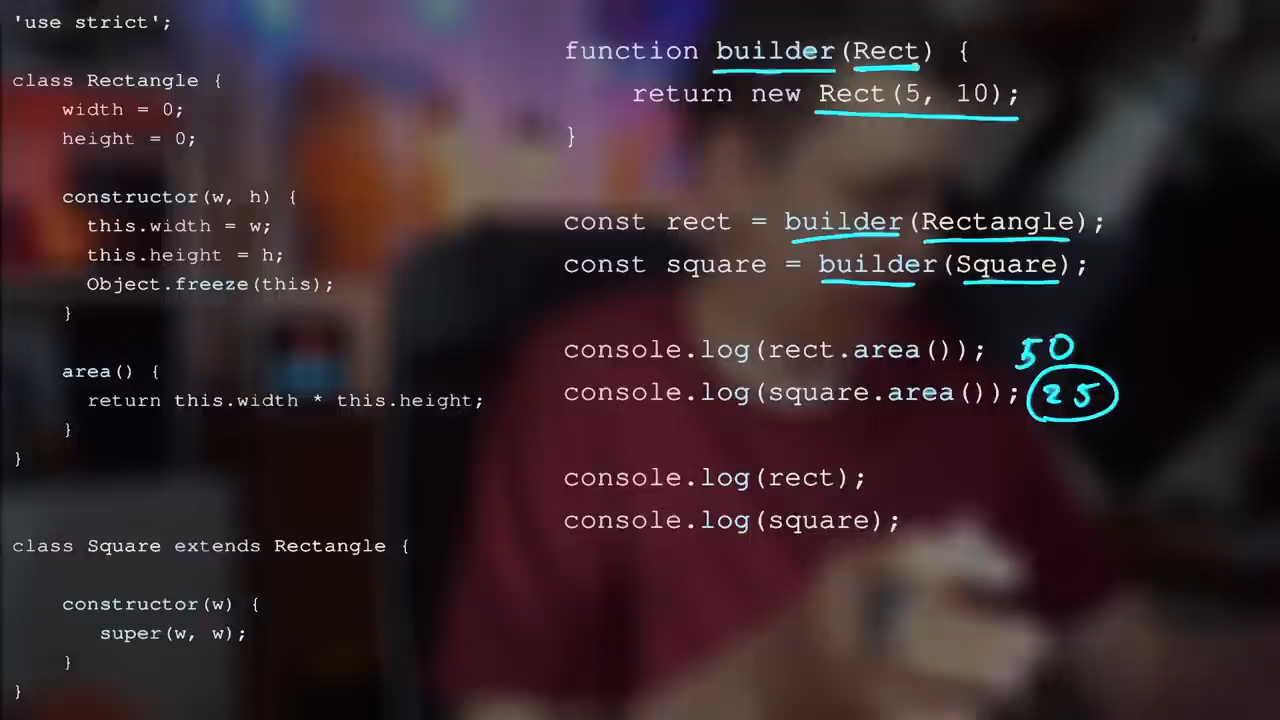 'use strict';
class Rectangle {
width = 0;
height = 0;
constructor(w, h) {
this.width = w;
this.height = h;
Object.freeze(this);
}
area() {
return this.width * this.height;
}
}
class Square extends Rectangle {
constructor(w) {
super(w, w);
}
}
function builder(Rect) {
return new Rect(5, 10);
}
const rect = builder(Rectangle);
const square = builder(Square);
console.log(rect.area()); 50
console.log(square.area()); 25
console.log(rect);
console.log(square);